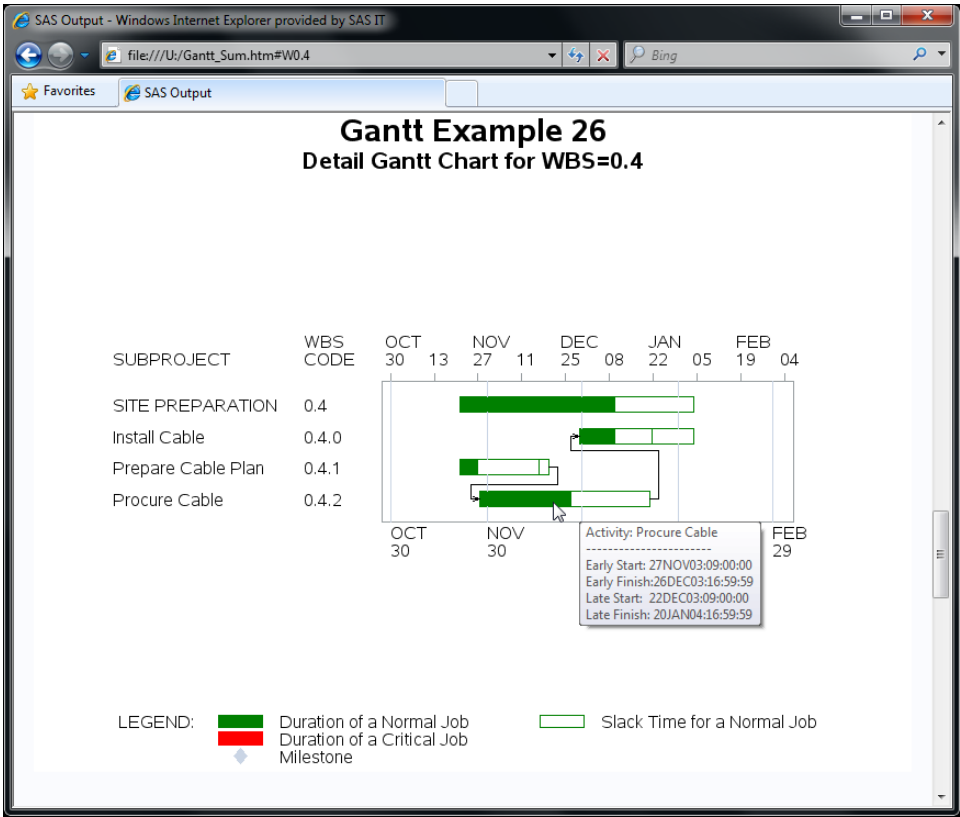 SAS Output - Windows Internet Explorer provided by SAS IT
file:///U:/Gantt_Sum.htm#W0.4
Bing
Favorites
SAS Output
Gantt Example 26
Detail Gantt Chart for WBS=0.4
WBS OCT NOV DEC JAN FEB
SUBPROJECT CODE 30 13 27 11 25 08 22 05 19 04
SITE PREPARATION 0.4
Install Cable 0.4.0
Prepare Cable Plan 0.4.1
Procure Cable 0.4.2
OCT NOV FEB
30 30 29
Activity: Procure Cable
------------------------
Early Start: 27NOV03:09:00:00
Early Finish:26DEC03:16:59:59
Late Start: 22DEC03:09:00:00
Late Finish: 20JAN04:16:59:59
LEGEND: Duration of a Normal Job Slack Time for a Normal Job
Duration of a Critical Job
Milestone